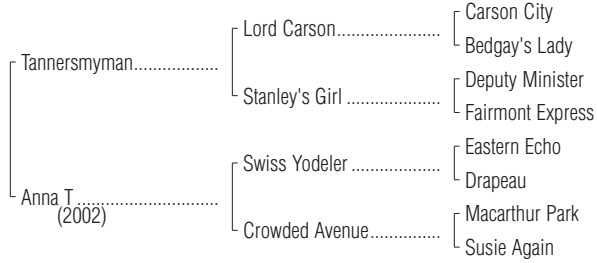 Carson City
Lord Carson
Bedgay's Lady
Tannersmyman
Deputy Minister
Stanley's Girl
Fairmont Express
Eastern Echo
Swiss Yodeler
Drapeau
Anna T
(2002)
Macarthur Park
Crowded Avenue
Susie Again